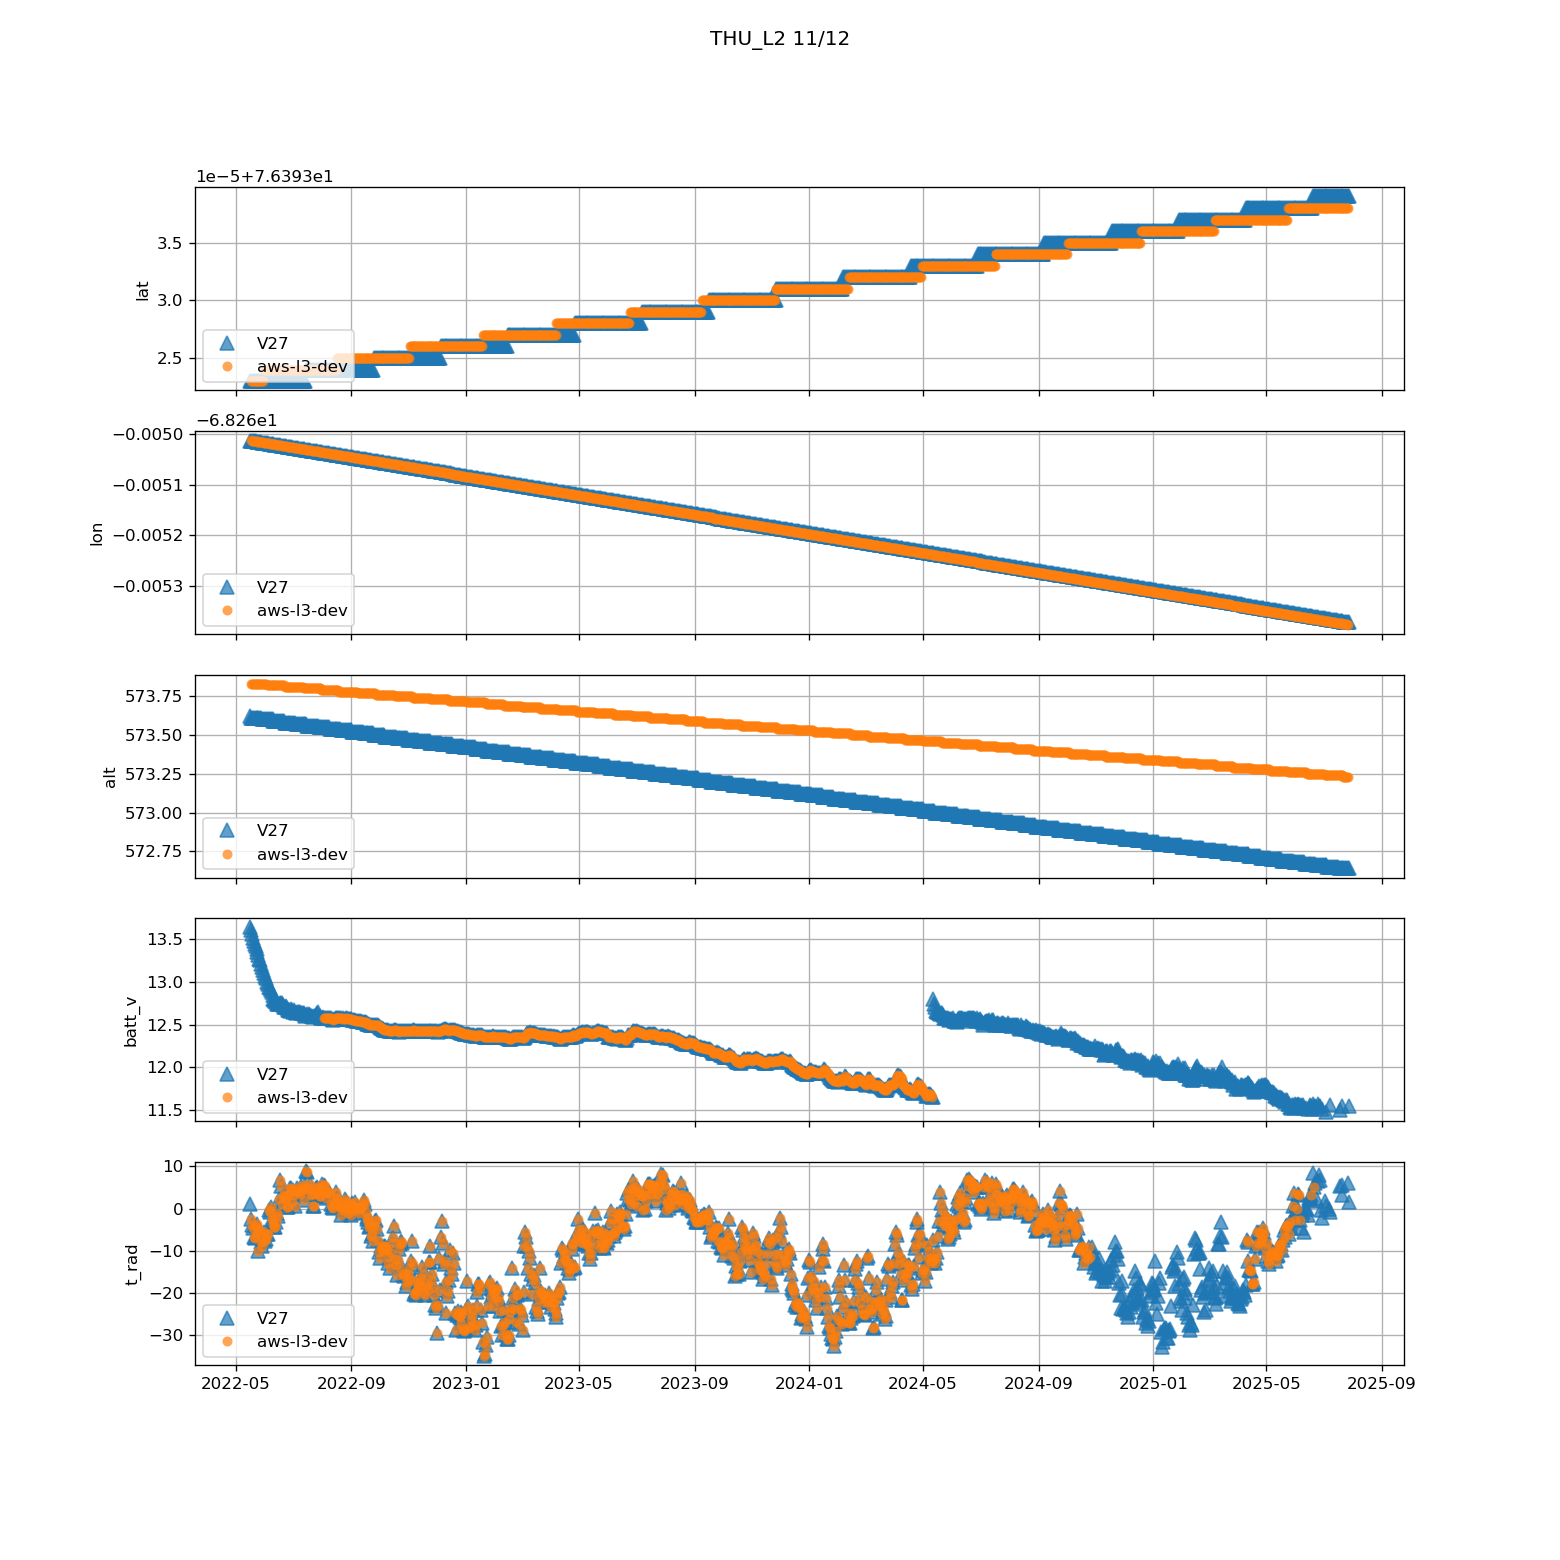 THU_L2 11/12
1e−5+7.6393e1
3.5
3.0
2.5
lat
V27
aws-l3-dev
−6.826e1
−0.0050
−0.0051
−0.0052
−0.0053
lon
V27
aws-l3-dev
573.75
573.50
573.25
573.00
572.75
alt
V27
aws-l3-dev
13.5
13.0
12.5
12.0
11.5
batt_v
V27
aws-l3-dev
10
0
−10
−20
−30
t_rad
V27
aws-l3-dev
2022-05 2022-09 2023-01 2023-05 2023-09 2024-01 2024-05 2024-09 2025-01 2025-05 2025-09